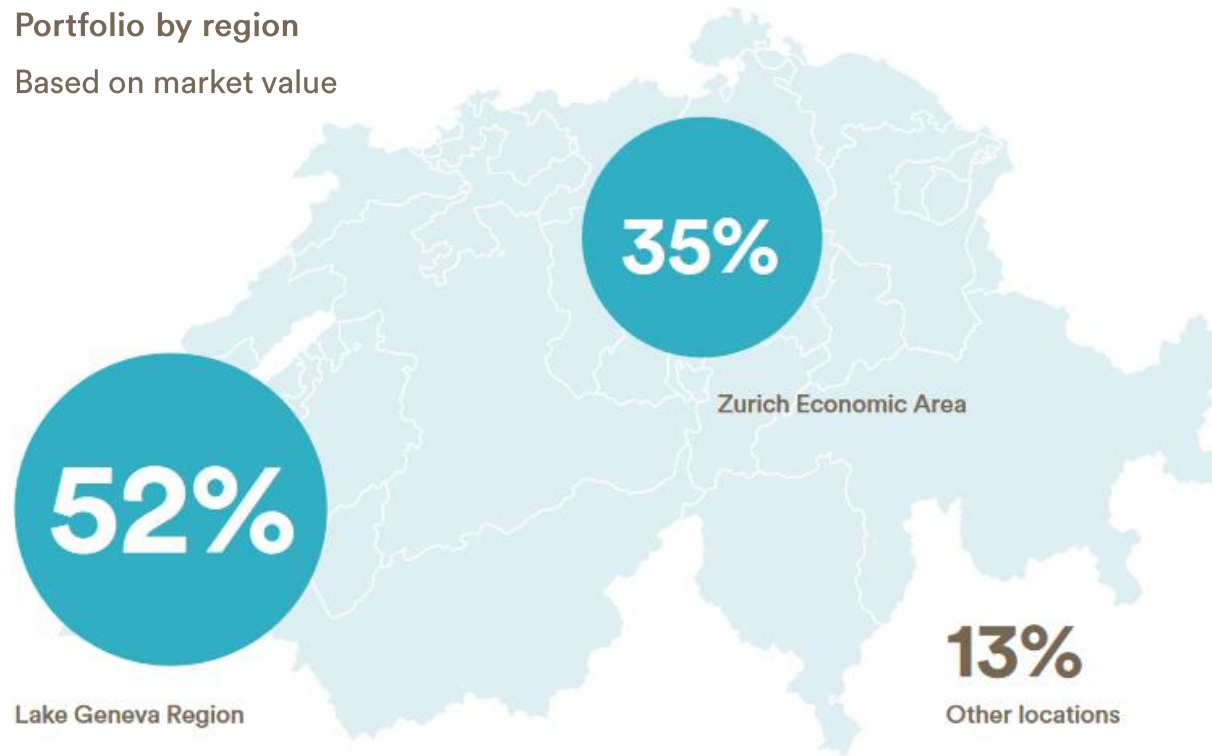 Portfolio by region
Based on market value
35%
Zurich Economic Area
52%
Lake Geneva Region
13%
Other locations